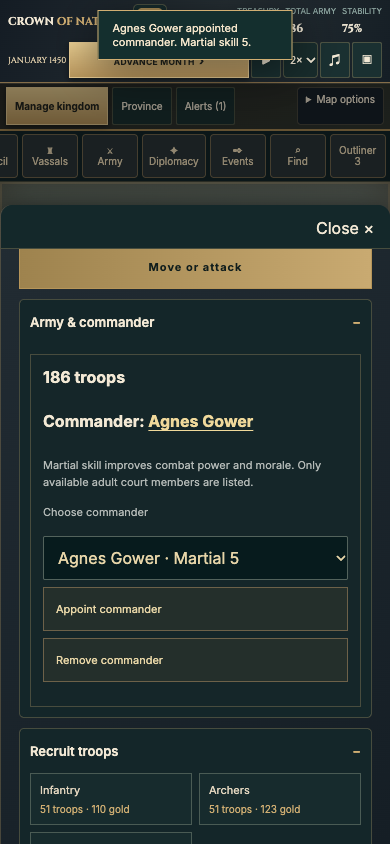 CROWN OF NAT
TREASURY TOTAL ARMY STABILITY
86 75%
Agnes Gower appointed
commander. Martial skill 5.
JANUARY 1450
ADVANCE MONTH
2×
Manage kingdom
Province
Alerts (1)
▶ Map options
cil
Vassals
Army
Diplomacy
Events
Find
Outliner
3
Close ×
Move or attack
Army & commander −
186 troops
Commander: Agnes Gower
Martial skill improves combat power and morale. Only
available adult court members are listed.
Choose commander
Agnes Gower · Martial 5
Appoint commander
Remove commander
Recruit troops −
Infantry
51 troops · 110 gold
Archers
51 troops · 123 gold